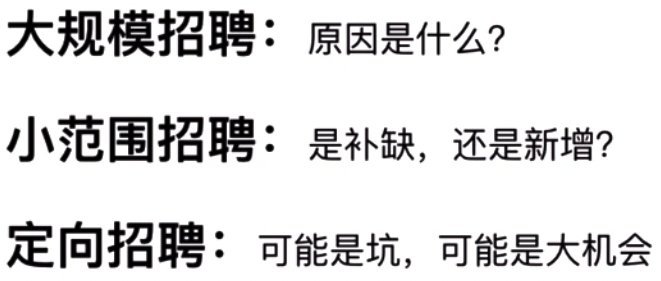 大规模招聘：原因是什么？
小范围招聘：是补缺，还是新增？
定向招聘：可能是坑，可能是大机会